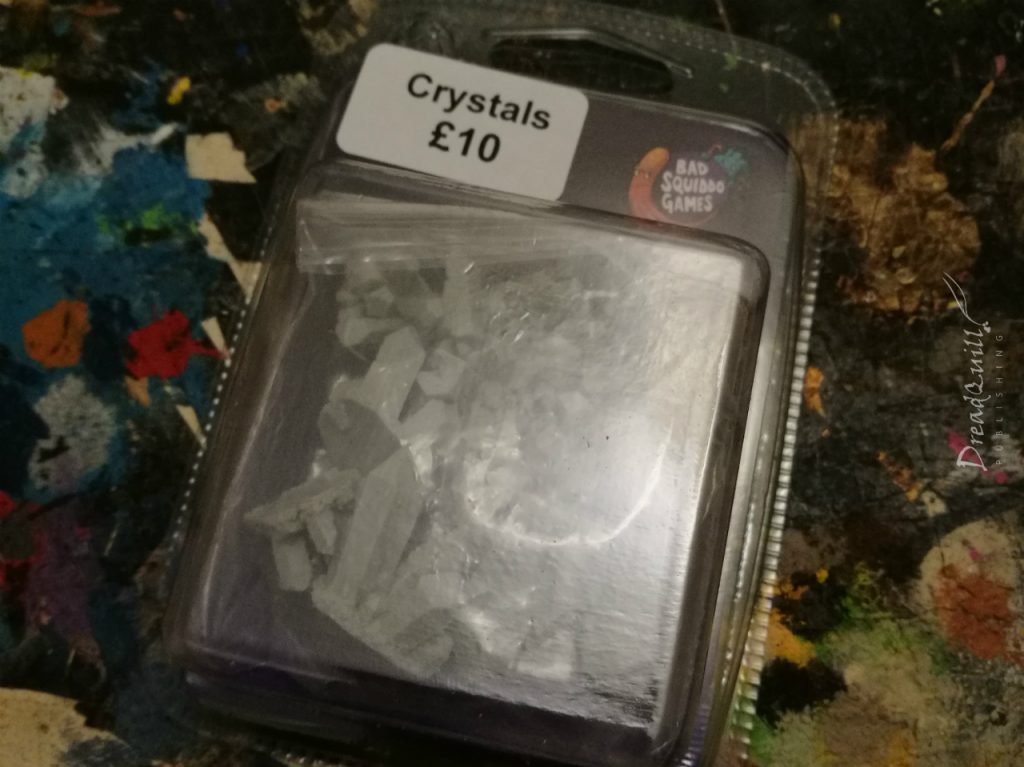 Crystals
£10
BAD
SQUIDDO
GAMES
DreadQuill
PUBLISHING